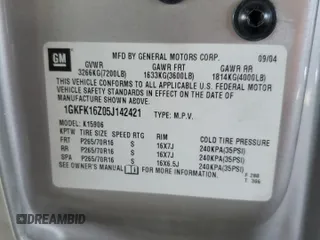 09/04
GM
MFD BY GENERAL MOTORS CORP.
GVWR GAWR FRT GAWR RR
3266KG(7200LB) 1633KG(3600LB) 1814KG(4000LB)
THIS VEHICLE CONFORMS TO ALL APPLICABLE U.S. FEDERAL MOTOR
VEHICLE SAFETY STANDARDS IN EFFECT ON THE DATE OF
MANUFACTURE SHOWN ABOVE.
1GKFK16Z05J142421 TYPE: M.P.V.
MODEL: K15906
KPTW TIRE SIZE SPEED RTG RIM COLD TIRE PRESSURE
FRT P265/70R16 S 16X7J 240KPA(35PSI)
RR P265/70R16 S 16X7J 240KPA(35PSI)
SPA P265/70R16 S 16X6.5J 240KPA(35PSI)
SEE OWNER'S MANUAL FOR MORE INFORMATION
DREAMBID